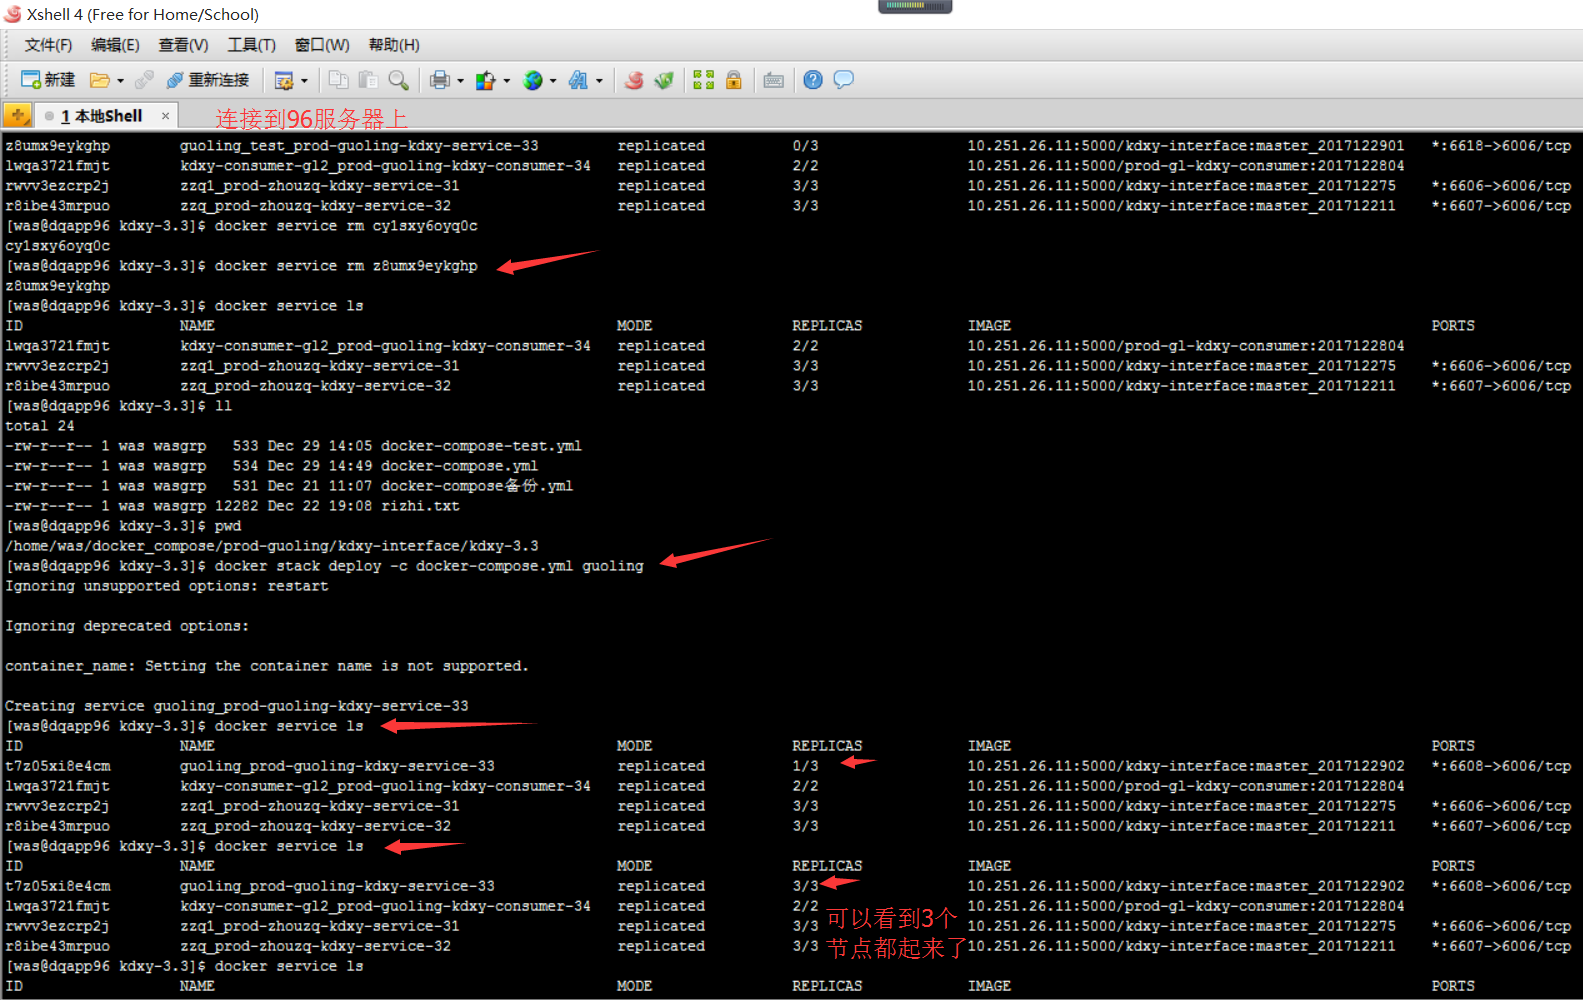 Xshell 4 (Free for Home/School)
文件(F) 编辑(E) 查看(V) 工具(T) 窗口(W) 帮助(H)
新建 重新连接
1 本地Shell × 连接到96服务器上
z8umx9eykghp guoling_test_prod-guoling-kdxy-service-33 replicated 0/3 10.251.26.11:5000/kdxy-interface:master_2017122901 *:6618->6006/tcp
lwqa3721fmjt kdxy-consumer-gl2_prod-guoling-kdxy-consumer-34 replicated 2/2 10.251.26.11:5000/prod-gl-kdxy-consumer:2017122804
rwvv3ezcrp2j zzq1_prod-zhouzq-kdxy-service-31 replicated 3/3 10.251.26.11:5000/kdxy-interface:master_201712275 *:6606->6006/tcp
r8ibe43mrpuo zzq_prod-zhouzq-kdxy-service-32 replicated 3/3 10.251.26.11:5000/kdxy-interface:master_201712211 *:6607->6006/tcp
[was@dqapp96 kdxy-3.3]$ docker service rm cy1sxy6oyq0c
cy1sxy6oyq0c
[was@dqapp96 kdxy-3.3]$ docker service rm z8umx9eykghp
z8umx9eykghp
[was@dqapp96 kdxy-3.3]$ docker service ls
ID NAME MODE REPLICAS IMAGE PORTS
lwqa3721fmjt kdxy-consumer-gl2_prod-guoling-kdxy-consumer-34 replicated 2/2 10.251.26.11:5000/prod-gl-kdxy-consumer:2017122804
rwvv3ezcrp2j zzq1_prod-zhouzq-kdxy-service-31 replicated 3/3 10.251.26.11:5000/kdxy-interface:master_201712275 *:6606->6006/tcp
r8ibe43mrpuo zzq_prod-zhouzq-kdxy-service-32 replicated 3/3 10.251.26.11:5000/kdxy-interface:master_201712211 *:6607->6006/tcp
[was@dqapp96 kdxy-3.3]$ ll
total 24
-rw-r--r-- 1 was wasgrp 533 Dec 29 14:05 docker-compose-test.yml
-rw-r--r-- 1 was wasgrp 534 Dec 29 14:49 docker-compose.yml
-rw-r--r-- 1 was wasgrp 531 Dec 21 11:07 docker-compose备份.yml
-rw-r--r-- 1 was wasgrp 12282 Dec 22 19:08 rizhi.txt
[was@dqapp96 kdxy-3.3]$ pwd
/home/was/docker_compose/prod-guoling/kdxy-interface/kdxy-3.3
[was@dqapp96 kdxy-3.3]$ docker stack deploy -c docker-compose.yml guoling
Ignoring unsupported options: restart
Ignoring deprecated options:
container_name: Setting the container name is not supported.
Creating service guoling_prod-guoling-kdxy-service-33
[was@dqapp96 kdxy-3.3]$ docker service ls
ID NAME MODE REPLICAS IMAGE PORTS
t7z05xi8e4cm guoling_prod-guoling-kdxy-service-33 replicated 1/3 10.251.26.11:5000/kdxy-interface:master_2017122902 *:6608->6006/tcp
lwqa3721fmjt kdxy-consumer-gl2_prod-guoling-kdxy-consumer-34 replicated 2/2 10.251.26.11:5000/prod-gl-kdxy-consumer:2017122804
rwvv3ezcrp2j zzq1_prod-zhouzq-kdxy-service-31 replicated 3/3 10.251.26.11:5000/kdxy-interface:master_201712275 *:6606->6006/tcp
r8ibe43mrpuo zzq_prod-zhouzq-kdxy-service-32 replicated 3/3 10.251.26.11:5000/kdxy-interface:master_201712211 *:6607->6006/tcp
[was@dqapp96 kdxy-3.3]$ docker service ls
ID NAME MODE REPLICAS IMAGE PORTS
t7z05xi8e4cm guoling_prod-guoling-kdxy-service-33 replicated 3/3 10.251.26.11:5000/kdxy-interface:master_2017122902 *:6608->6006/tcp
lwqa3721fmjt kdxy-consumer-gl2_prod-guoling-kdxy-consumer-34 replicated 2/2 10.251.26.11:5000/prod-gl-kdxy-consumer:2017122804
可以看到3个
rwvv3ezcrp2j zzq1_prod-zhouzq-kdxy-service-31 replicated 3/3 10.251.26.11:5000/kdxy-interface:master_201712275 *:6606->6006/tcp
r8ibe43mrpuo zzq_prod-zhouzq-kdxy-service-32 replicated 3/3 10.251.26.11:5000/kdxy-interface:master_201712211 *:6607->6006/tcp
节点都起来了
[was@dqapp96 kdxy-3.3]$ docker service ls
ID NAME MODE REPLICAS IMAGE PORTS